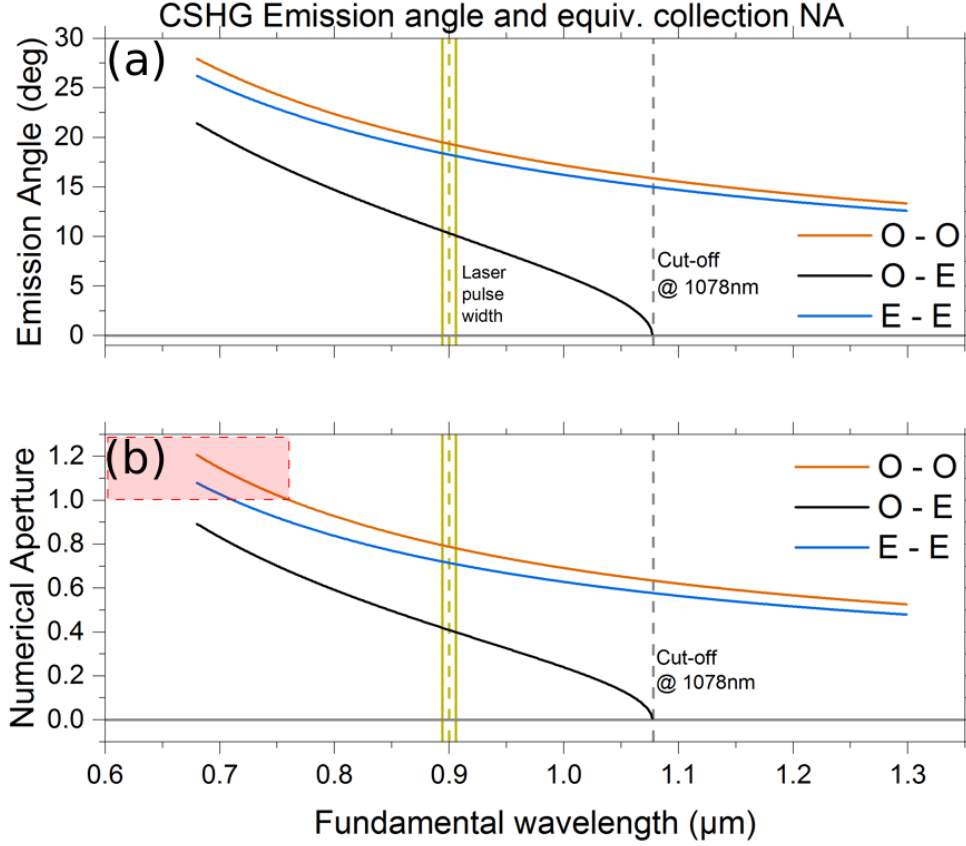 CSHG Emission angle and equiv. collection NA
(a)
Emission Angle (deg)
30
25
20
15
10
5
0
O - O
O - E
E - E
Laser
pulse
width
Cut-off
@ 1078nm
(b)
Numerical Aperture
1.2
1.0
0.8
0.6
0.4
0.2
0.0
O - O
O - E
E - E
Cut-off
@ 1078nm
0.6 0.7 0.8 0.9 1.0 1.1 1.2 1.3
Fundamental wavelength (μm)